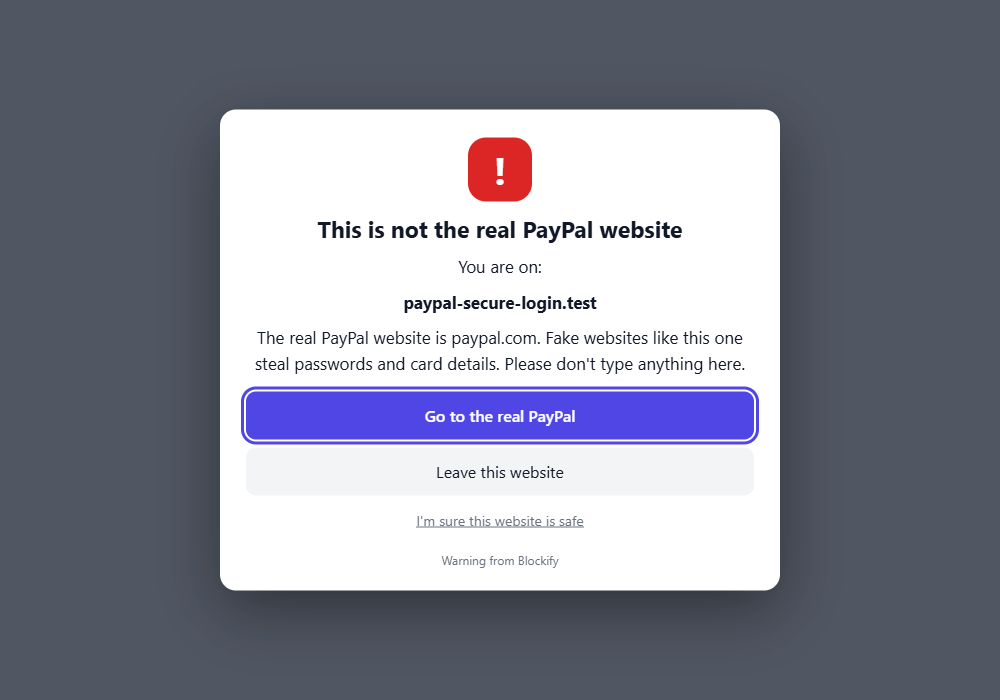 !
This is not the real PayPal website
You are on:
paypal-secure-login.test
The real PayPal website is paypal.com. Fake websites like this one
steal passwords and card details. Please don't type anything here.
Go to the real PayPal
Leave this website
I'm sure this website is safe
Warning from Blockify